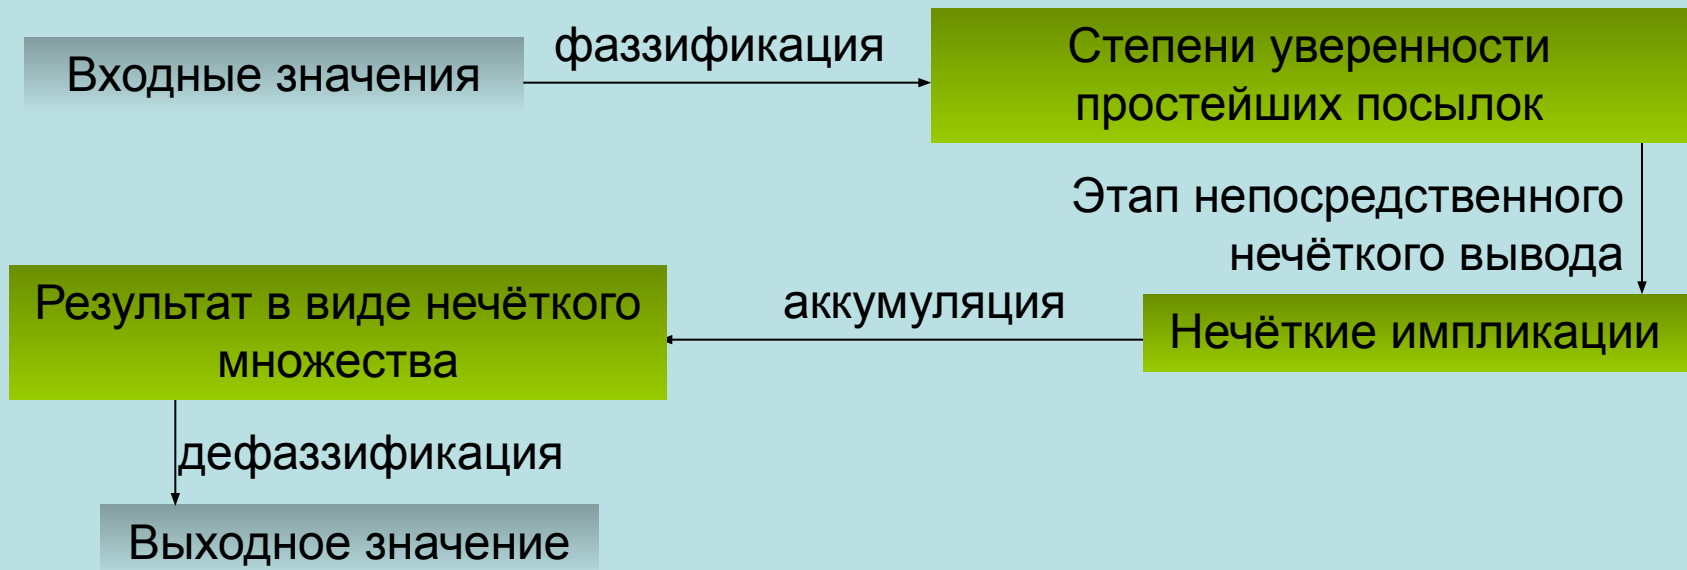 Входные значения
фаззификация
Степени уверенности
простейших посылок
Этап непосредственного
нечёткого вывода
Нечёткие импликации
аккумуляция
Результат в виде нечёткого
множества
дефаззификация
Выходное значение